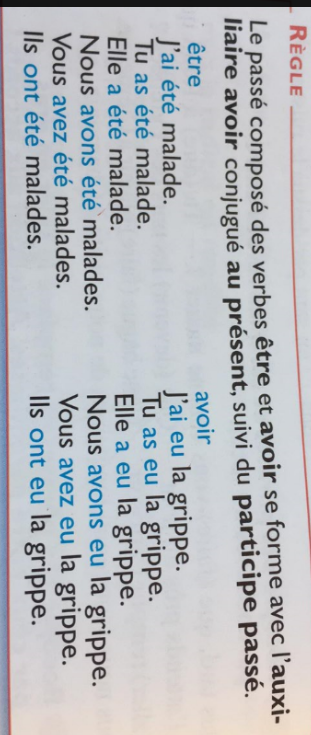 RÈGLE
Le passé composé des verbes être et avoir se forme avec l'auxi-
liaire avoir conjugué au présent, suivi du participe passé.
être avoir
J'ai été malade. J'ai eu la grippe.
Tu as été malade. Tu as eu la grippe.
Elle a été malade. Elle a eu la grippe.
Nous avons été malades. Nous avons eu la grippe.
Vous avez été malades. Vous avez eu la grippe.
Ils ont été malades. Ils ont eu la grippe.